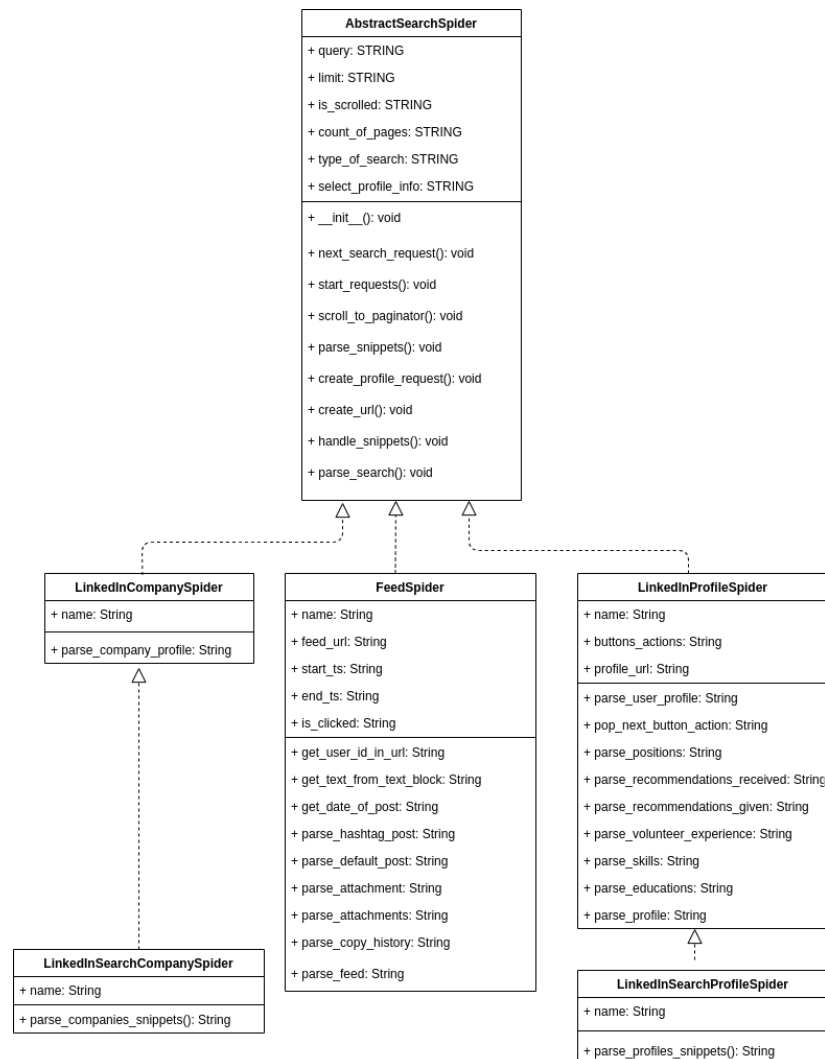 AbstractSearchSpider
+ query: STRING
+ limit: STRING
+ is_scrolled: STRING
+ count_of_pages: STRING
+ type_of_search: STRING
+ select_profile_info: STRING
+ __init__(): void
+ next_search_request(): void
+ start_requests(): void
+ scroll_to_paginator(): void
+ parse_snippets(): void
+ create_profile_request(): void
+ create_url(): void
+ handle_snippets(): void
+ parse_search(): void
LinkedInCompanySpider
+ name: String
+ parse_company_profile: String
FeedSpider
+ name: String
+ feed_url: String
+ start_ts: String
+ end_ts: String
+ is_clicked: String
+ get_user_id_in_url: String
+ get_text_from_text_block: String
+ get_date_of_post: String
+ parse_hashtag_post: String
+ parse_default_post: String
+ parse_attachment: String
+ parse_attachments: String
+ parse_copy_history: String
+ parse_feed: String
LinkedInProfileSpider
+ name: String
+ buttons_actions: String
+ profile_url: String
+ parse_user_profile: String
+ pop_next_button_action: String
+ parse_positions: String
+ parse_recommendations_received: String
+ parse_recommendations_given: String
+ parse_volunteer_experience: String
+ parse_skills: String
+ parse_educations: String
+ parse_profile: String
LinkedInSearchCompanySpider
+ name: String
+ parse_companies_snippets(): String
LinkedInSearchProfileSpider
+ name: String
+ parse_profiles_snippets(): String